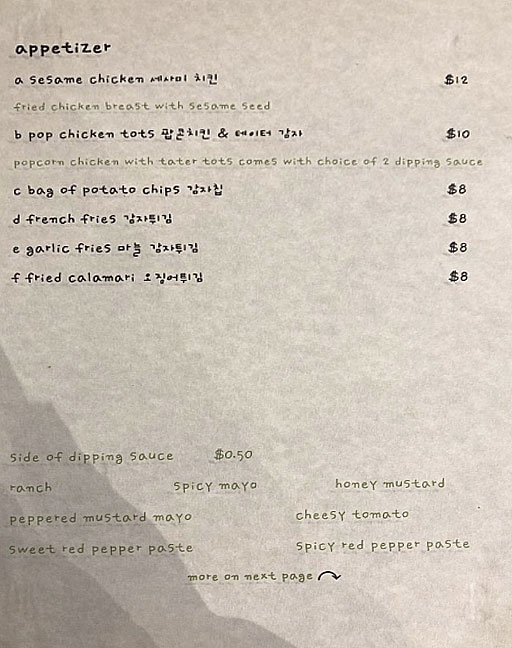 appetizer
a sesame chicken 세사미 치킨 $12
fried chicken breast with sesame seed
b pop chicken tots 팝콘치킨 & 테이터 감자 $10
popcorn chicken with tater tots comes with choice of 2 dipping sauce
c bag of potato chips 감자칩 $8
d french fries 감자튀김 $8
e garlic fries 마늘 감자튀김 $8
f fried calamari 오징어튀김 $8
side of dipping sauce $0.50
ranch spicy mayo honey mustard
peppered mustard mayo cheesy tomato
sweet red pepper paste spicy red pepper paste
more on next page